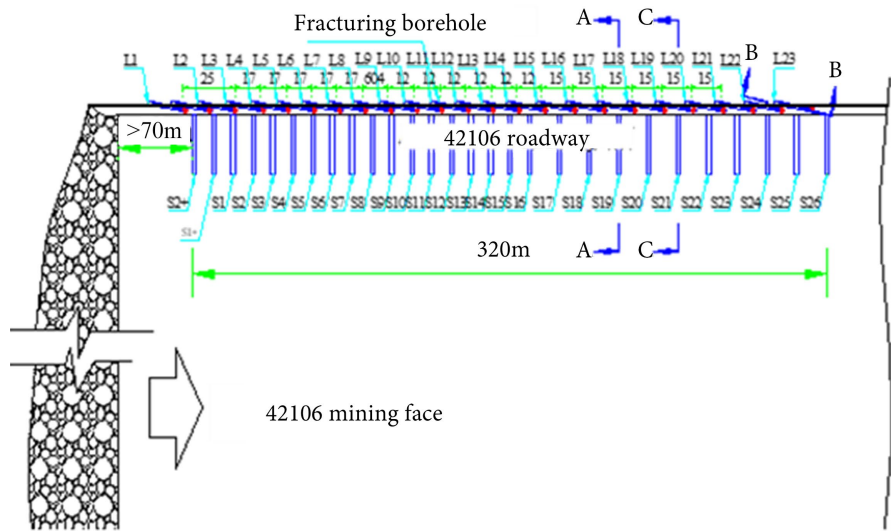 A C
Fracturing borehole
L1 L2 L3 L4 L5 L6 L7 L8 L9 L10 L11 L12 L13 L14 L15 L16 L17 L18 L19 L20 L21 L22 B L23 B
25 17 17 17 17 17 604 12 12 12 12 12 12 15 15 15 15 15 15
>70m
42106 roadway
S2+ S1 S2 S3 S4 S5 S6 S7 S8 S9 S10 S11 S12 S13 S14 S15 S16 S17 S18 S19 S20 S21 S22 S23 S24 S25 S26
A C
320m
42106 mining face